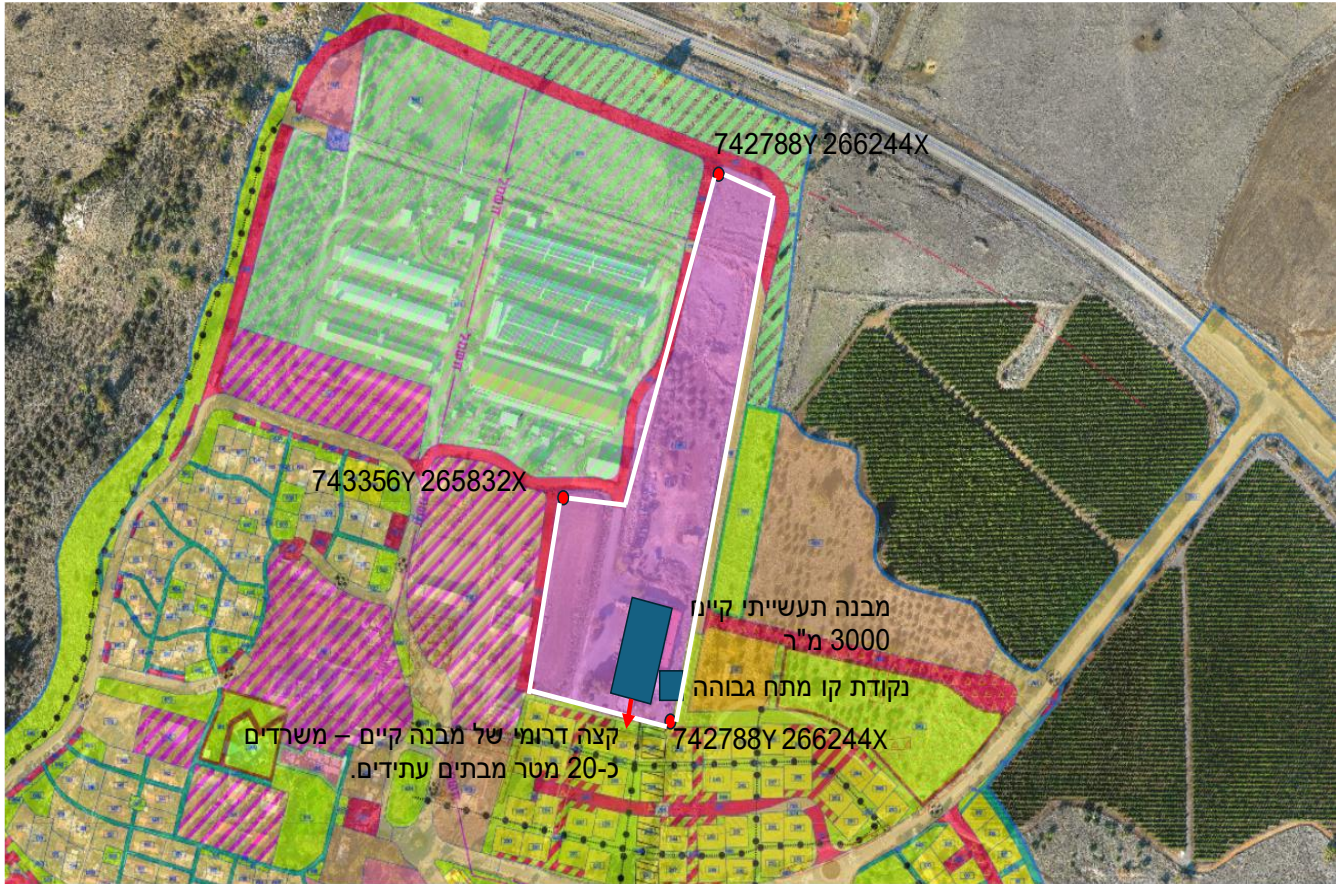 742788Y 266244X
743356Y 265832X
מבנה תעשייתי קיים
3000 מ"ר
נקודת קו מתח גבוהה
742788Y 266244X
קצה דרומי של מבנה קיים – משרדים
כ-20 מטר מבתים עתידים.